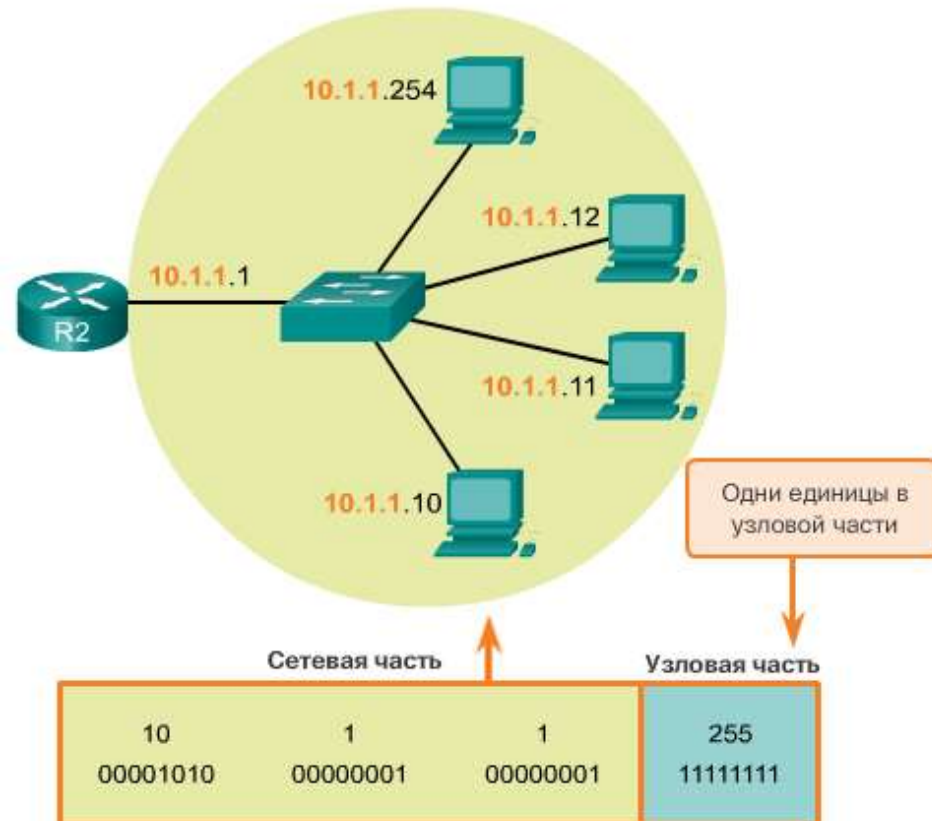 10.1.1.254
10.1.1.12
10.1.1.1
R2
10.1.1.11
10.1.1.10
Одни единицы в
узловой части
Сетевая часть
Узловая часть
10 1 1 255
00001010 00000001 00000001 11111111